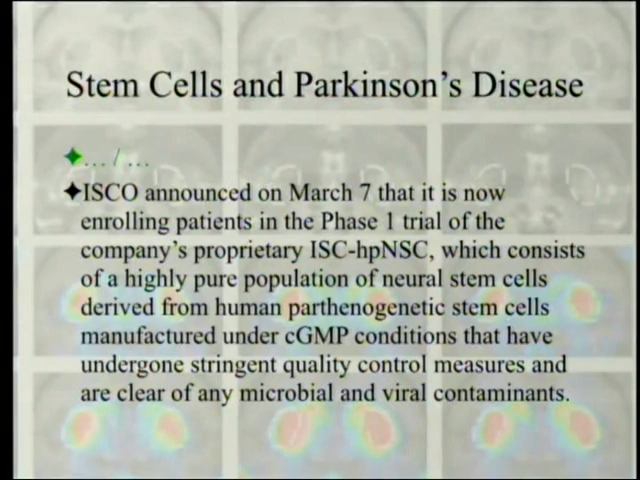 Stem Cells and Parkinson's Disease
… / …
ISCO announced on March 7 that it is now
enrolling patients in the Phase 1 trial of the
company's proprietary ISC-hpNSC, which consists
of a highly pure population of neural stem cells
derived from human parthenogenetic stem cells
manufactured under cGMP conditions that have
undergone stringent quality control measures and
are clear of any microbial and viral contaminants.